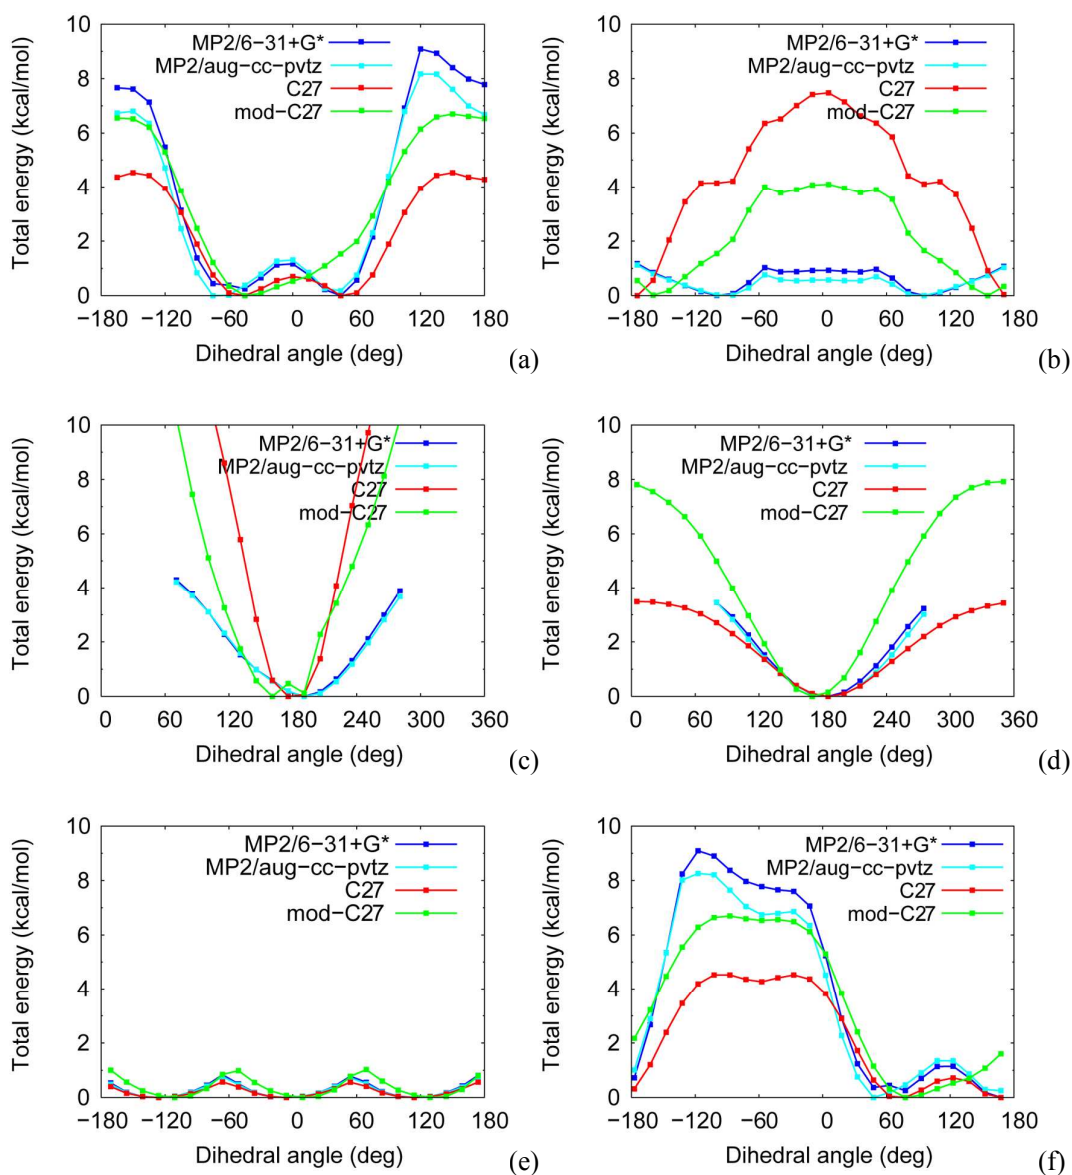 10
8
6
4
2
0
Total energy (kcal/mol)
MP2/6−31+G*
MP2/aug−cc−pvtz
C27
mod−C27
−180 −120 −60 0 60 120 180
Dihedral angle (deg)
(a)
10
8
6
4
2
0
Total energy (kcal/mol)
MP2/6−31+G*
MP2/aug−cc−pvtz
C27
mod−C27
−180 −120 −60 0 60 120 180
Dihedral angle (deg)
(b)
10
8
6
4
2
0
Total energy (kcal/mol)
MP2/6−31+G*
MP2/aug−cc−pvtz
C27
mod−C27
0 60 120 180 240 300 360
Dihedral angle (deg)
(c)
10
8
6
4
2
0
Total energy (kcal/mol)
MP2/6−31+G*
MP2/aug−cc−pvtz
C27
mod−C27
0 60 120 180 240 300 360
Dihedral angle (deg)
(d)
10
8
6
4
2
0
Total energy (kcal/mol)
MP2/6−31+G*
MP2/aug−cc−pvtz
C27
mod−C27
−180 −120 −60 0 60 120 180
Dihedral angle (deg)
(e)
10
8
6
4
2
0
Total energy (kcal/mol)
MP2/6−31+G*
MP2/aug−cc−pvtz
C27
mod−C27
−180 −120 −60 0 60 120 180
Dihedral angle (deg)
(f)